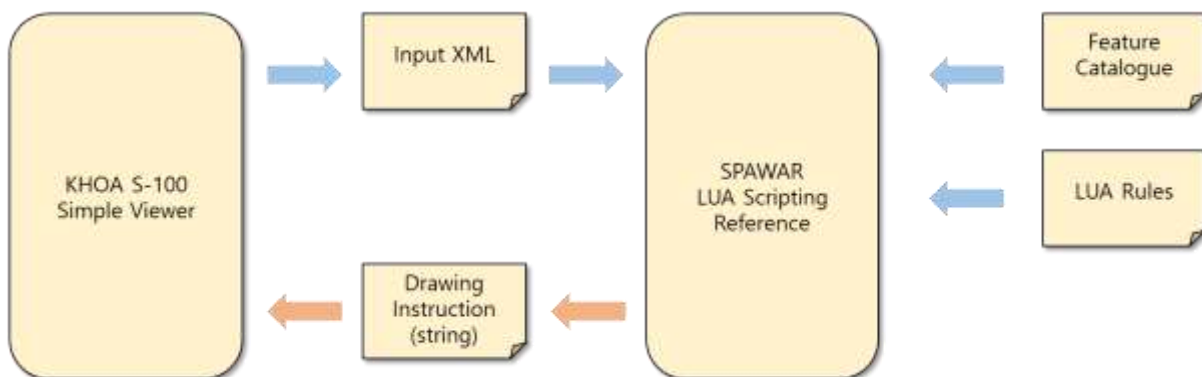 KHOA S-100
Simple Viewer
Input XML
Drawing
Instruction
(string)
SPAWAR
LUA Scripting
Reference
Feature
Catalogue
LUA Rules